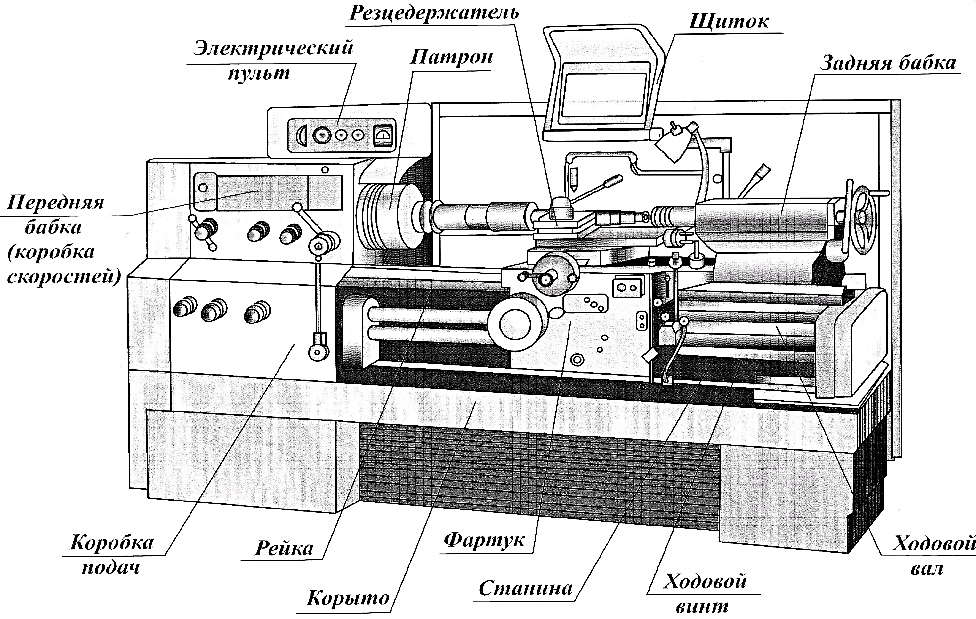 Резцедержатель
Щиток
Электрический
пульт
Патрон
Задняя бабка
Передняя
бабка
(коробка
скоростей)
Коробка
подач
Рейка
Фартук
Ходовой
вал
Корыто
Станина
Ходовой
винт